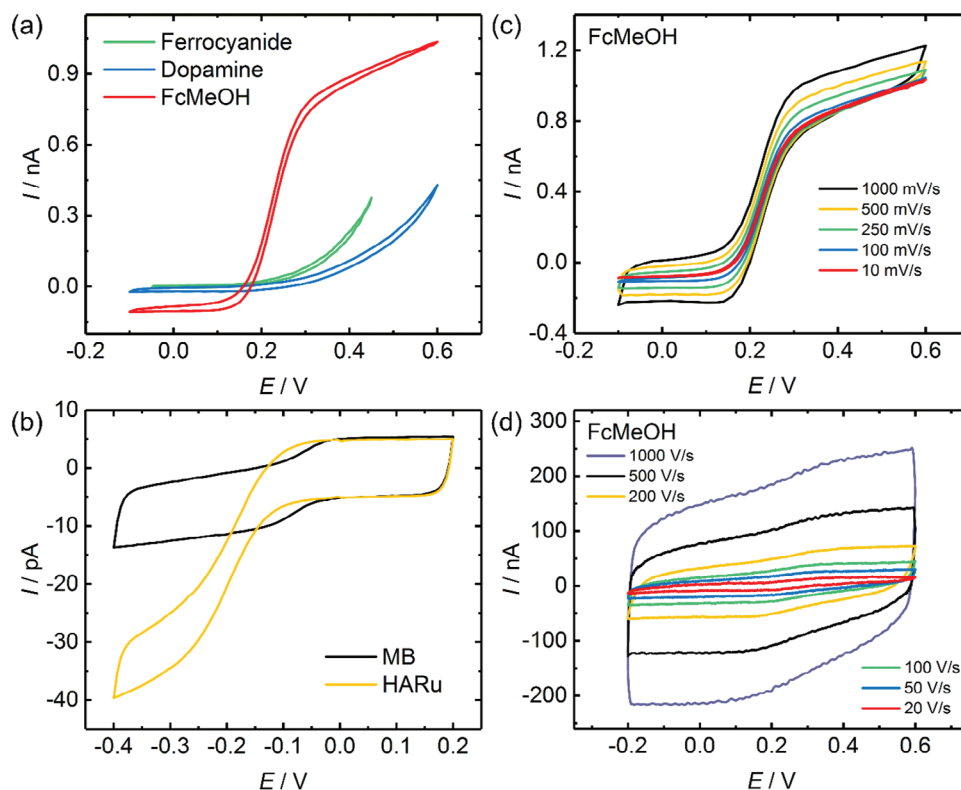 (a)
Ferrocyanide
Dopamine
FcMeOH
0.9
0.6
0.3
0.0
I / nA
-0.2 0.0 0.2 0.4 0.6
E / V
(c)
FcMeOH
1.2
0.8
0.4
0.0
-0.4
I / nA
1000 mV/s
500 mV/s
250 mV/s
100 mV/s
10 mV/s
-0.2 0.0 0.2 0.4 0.6
E / V
(b)
10
0
-10
-20
-30
-40
I / pA
MB
HARu
-0.4 -0.3 -0.2 -0.1 0.0 0.1 0.2
E / V
(d)
FcMeOH
1000 V/s
500 V/s
200 V/s
300
200
100
0
-100
-200
I / nA
100 V/s
50 V/s
20 V/s
-0.2 0.0 0.2 0.4 0.6
E / V